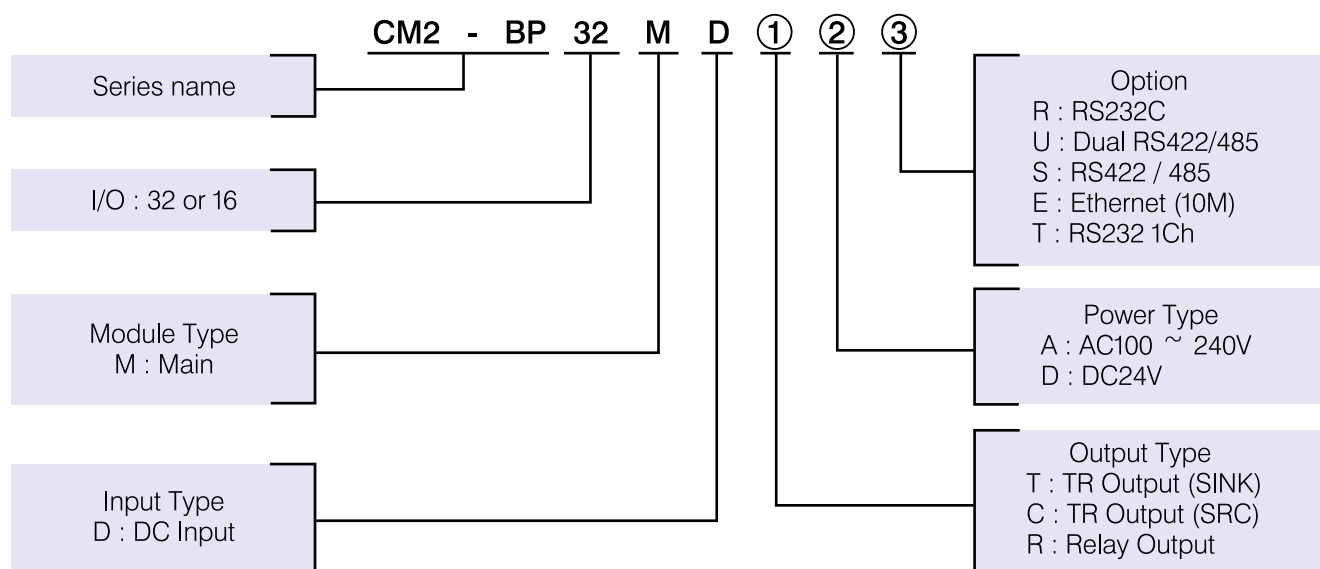 CM2 - BP 32 M D ① ② ③
Series name
I/O : 32 or 16
Module Type
M : Main
Input Type
D : DC Input
Option
R : RS232C
U : Dual RS422/485
S : RS422 / 485
E : Ethernet (10M)
T : RS232 1Ch
Power Type
A : AC100 ~ 240V
D : DC24V
Output Type
T : TR Output (SINK)
C : TR Output (SRC)
R : Relay Output